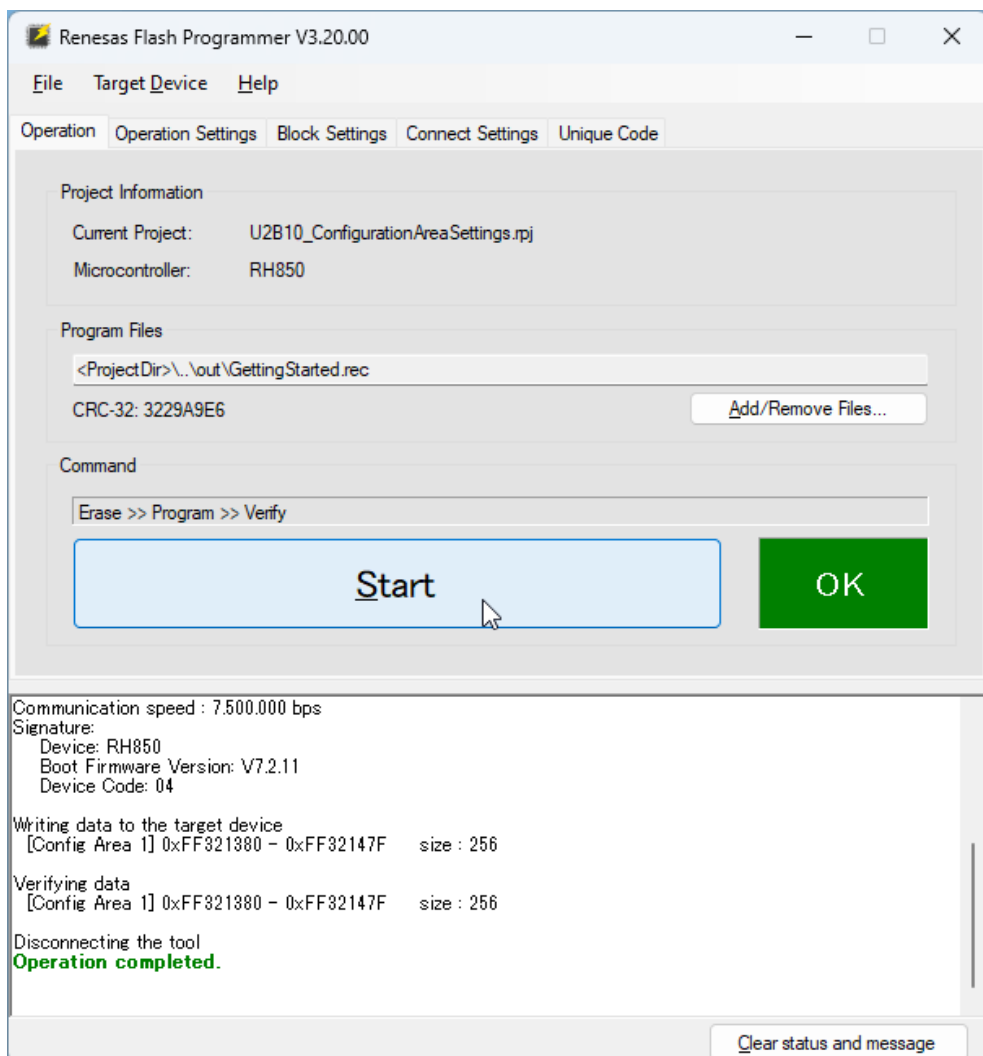 Renesas Flash Programmer V3.20.00
File Target Device Help
Operation Operation Settings Block Settings Connect Settings Unique Code
Project Information
Current Project: U2B10_ConfigurationAreaSettings.rpj
Microcontroller: RH850
Program Files
<ProjectDir>\..\out\GettingStarted.rec
CRC-32: 3229A9E6 Add/Remove Files...
Command
Erase >> Program >> Verify
Start OK
Communication speed : 7.500.000 bps
Signature:
Device: RH850
Boot Firmware Version: V7.2.11
Device Code: 04
Writing data to the target device
[Config Area 1] 0xFF321380 - 0xFF32147F size : 256
Verifying data
[Config Area 1] 0xFF321380 - 0xFF32147F size : 256
Disconnecting the tool
Operation completed.
Clear status and message